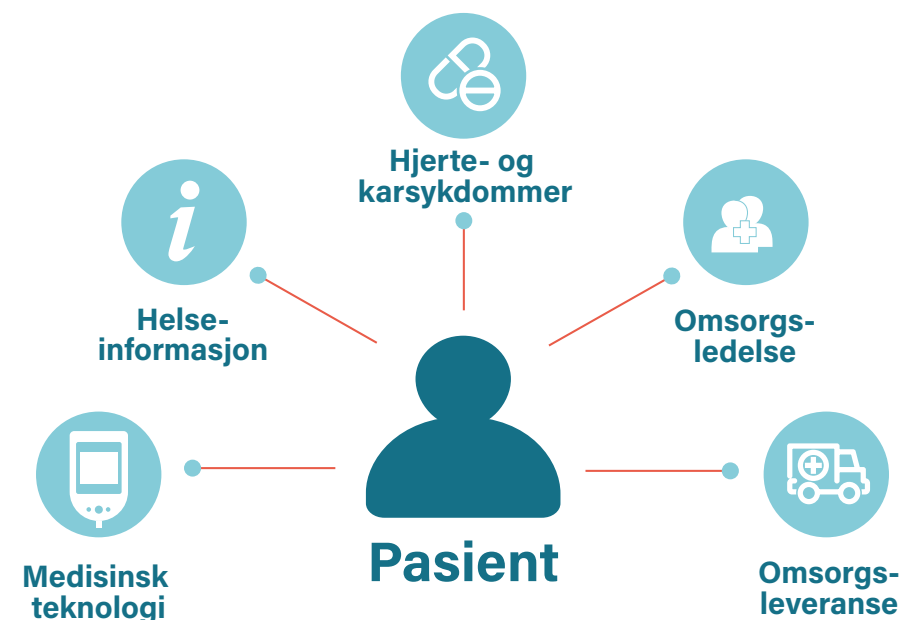 Hjerte- og
karsykdommer
Helse-
informasjon
Omsorgs-
ledelse
Medisinsk
teknologi
Pasient
Omsorgs-
leveranse